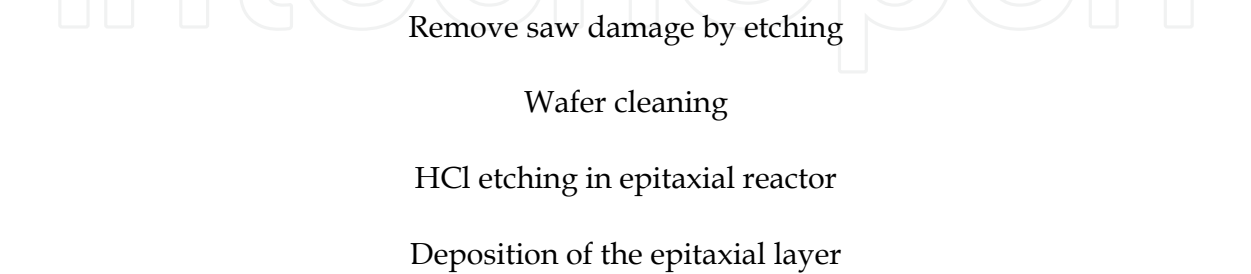 Remove saw damage by etching
Wafer cleaning
HCl etching in epitaxial reactor
Deposition of the epitaxial layer